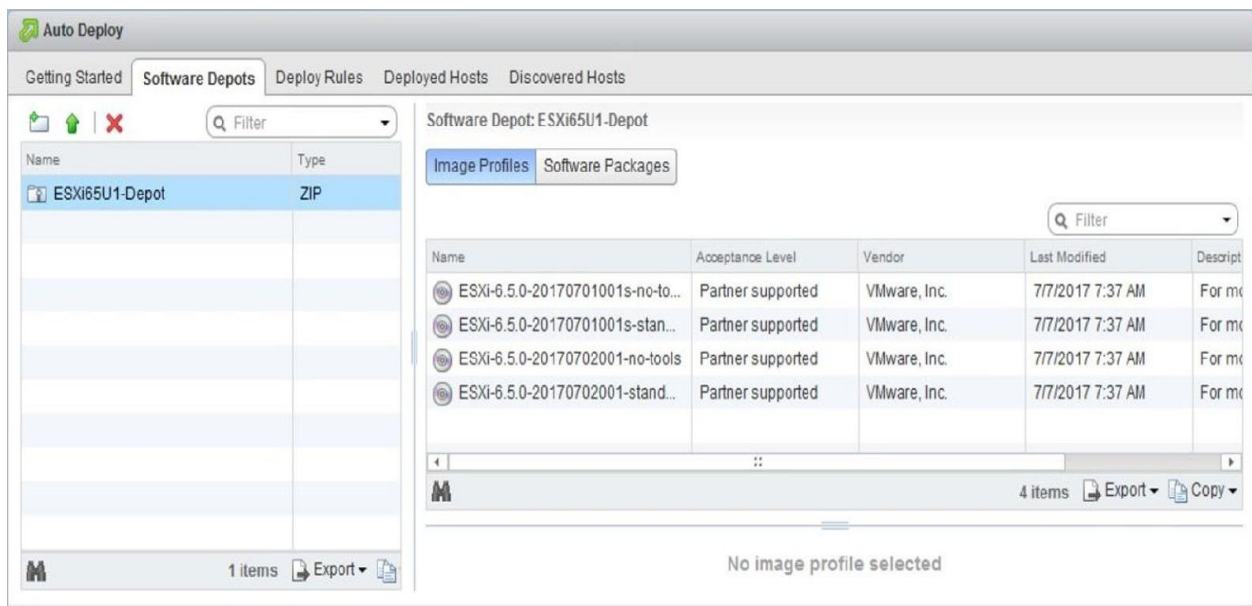 Auto Deploy
Getting Started Software Depots Deploy Rules Deployed Hosts Discovered Hosts
Filter
Name Type
ESXi65U1-Depot ZIP
1 items Export
Software Depot: ESXi65U1-Depot
Image Profiles Software Packages
Filter
Name Acceptance Level Vendor Last Modified Descript
ESXi-6.5.0-20170701001s-no-to... Partner supported VMware, Inc. 7/7/2017 7:37 AM For mo
ESXi-6.5.0-20170701001s-stan... Partner supported VMware, Inc. 7/7/2017 7:37 AM For mo
ESXi-6.5.0-20170702001-no-tools Partner supported VMware, Inc. 7/7/2017 7:37 AM For mo
ESXi-6.5.0-20170702001-stand... Partner supported VMware, Inc. 7/7/2017 7:37 AM For mo
4 items Export Copy
No image profile selected